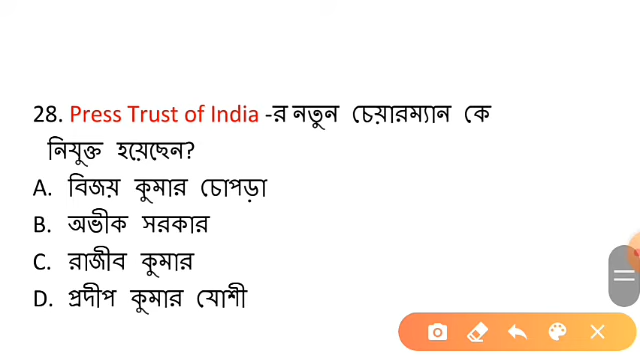 28. Press Trust of India -র নতুন চেয়ারম্যান কে
নিযুক্ত হয়েছেন?
A. বিজয় কুমার চোপড়া
B. অভীক সরকার
C. রাজীব কুমার
D. প্রদীপ কুমার যোশী